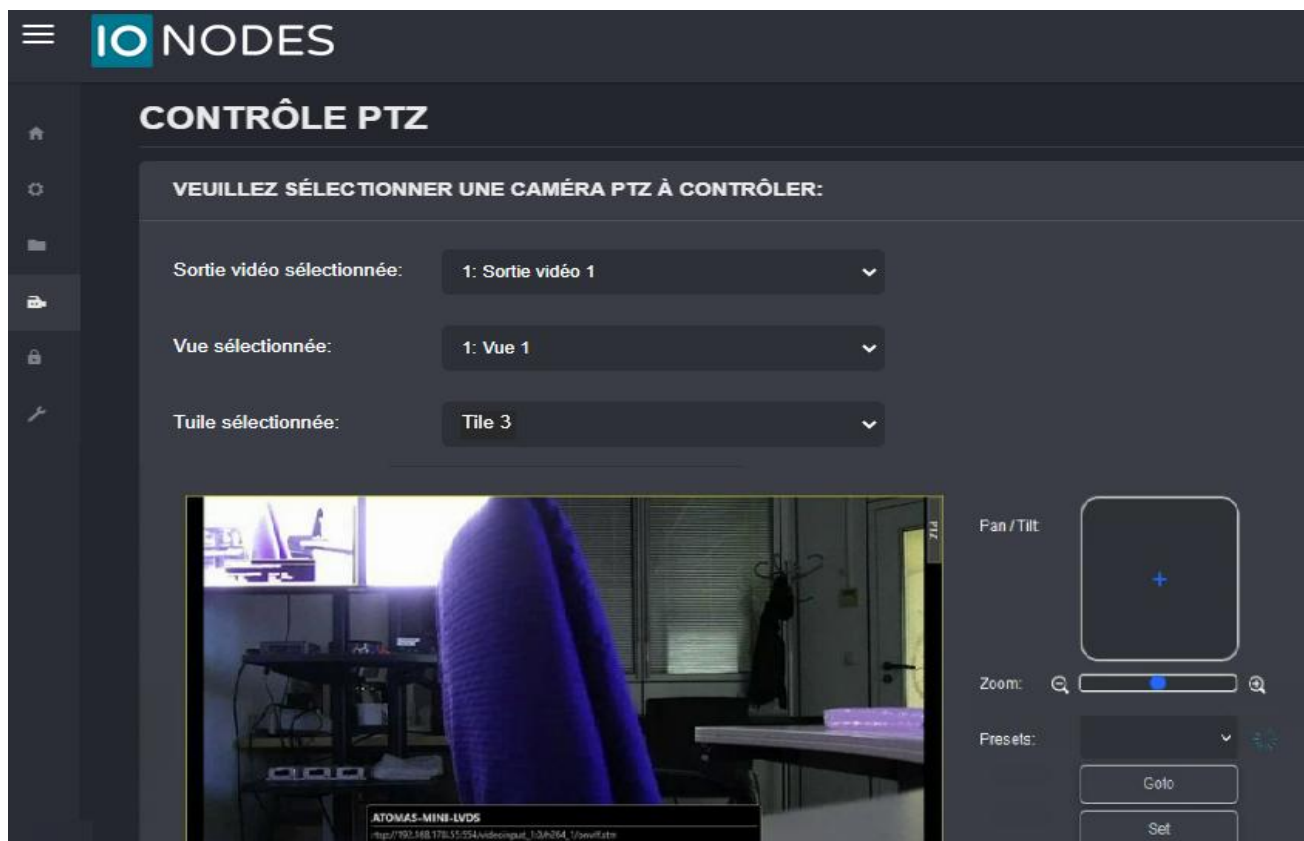 IO NODES
CONTRÔLE PTZ
VEUILLEZ SÉLECTIONNER UNE CAMÉRA PTZ À CONTRÔLER:
Sortie vidéo sélectionnée: 1: Sortie vidéo 1
Vue sélectionnée: 1: Vue 1
Tuile sélectionnée: Tile 3
PTZ
Fan / Tilt:
Zoom:
Presets:
Goto
Set
ATOMAS-MINI-LVDS